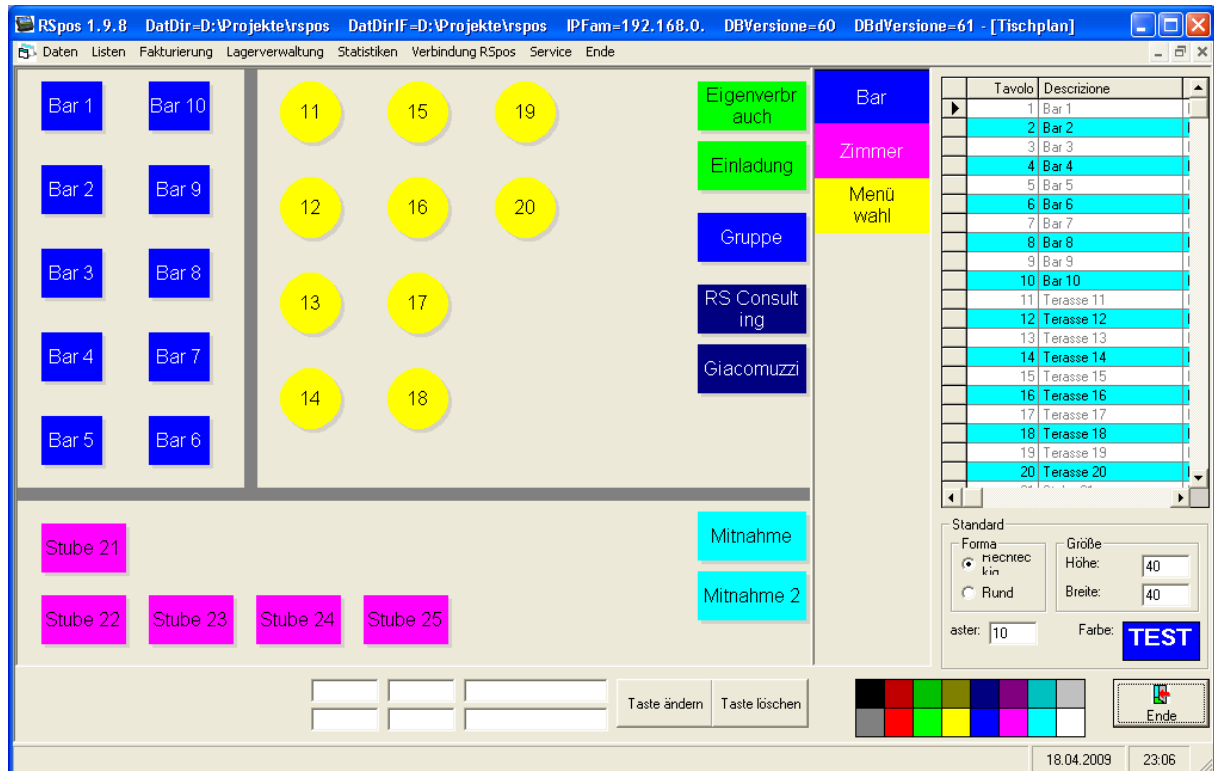 RSpos 1.9.8 DatDir=D:\Projekte\rspos DatDirIF=D:\Projekte\rspos IPFam=192.168.0. DBVersione=60 DBdVersione=61 - [Tischplan]
Daten Listen Fakturierung Lagerverwaltung Statistiken Verbindung RSpos Service Ende
Bar 1
Bar 10
Bar 2
Bar 9
Bar 3
Bar 8
Bar 4
Bar 7
Bar 5
Bar 6
11
15
19
12
16
20
13
17
14
18
Eigenverbr
auch
Einladung
Gruppe
RS Consult
ing
Giacomuzzi
Stube 21
Stube 22
Stube 23
Stube 24
Stube 25
Mitnahme
Mitnahme 2
Bar
Zimmer
Menü
wahl
Tavolo Descrizione
1 Bar 1
2 Bar 2
3 Bar 3
4 Bar 4
5 Bar 5
6 Bar 6
7 Bar 7
8 Bar 8
9 Bar 9
10 Bar 10
11 Terasse 11
12 Terasse 12
13 Terasse 13
14 Terasse 14
15 Terasse 15
16 Terasse 16
17 Terasse 17
18 Terasse 18
19 Terasse 19
20 Terasse 20
Standard
Forma
Rechtec
kig
Rund
Größe
Höhe: 40
Breite: 40
aster: 10
Farbe: TEST
Taste ändern
Taste löschen
Ende
18.04.2009
23:06